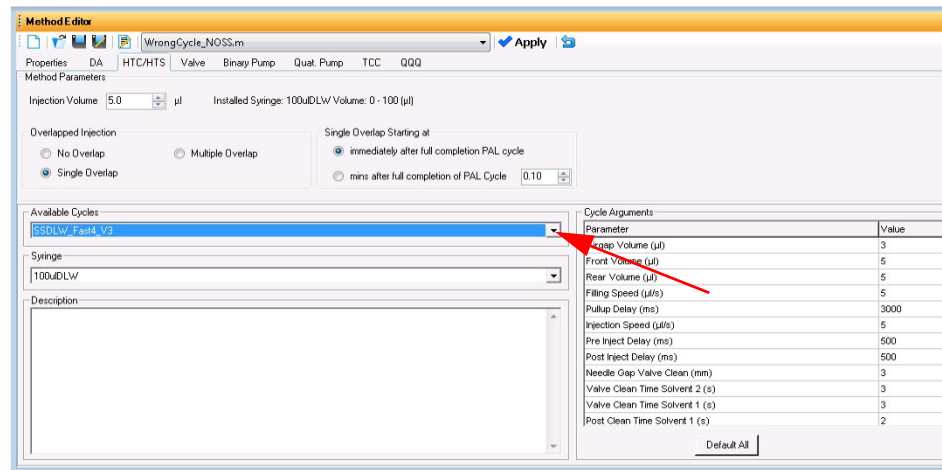 Method Editor
WrongCycle_NOSS.m Apply
Properties DA HTC/HTS Valve Binary Pump Quat. Pump TCC QQQ
Method Parameters
Injection Volume 5.0 µl Installed Syringe: 100ulDLW Volume: 0 - 100 (µl)
Overlapped Injection
No Overlap Multiple Overlap
Single Overlap
Single Overlap Starting at
immediately after full completion PAL cycle
mins after full completion of PAL Cycle 0.10
Available Cycles
SSDLW_Fast4_V3
Syringe
100ulDLW
Description
Cycle Arguments
Parameter Value
Airgap Volume (µl) 3
Front Volume (µl) 5
Rear Volume (µl) 5
Filling Speed (µl/s) 5
Pullup Delay (ms) 3000
Injection Speed (µl/s) 5
Pre Inject Delay (ms) 500
Post Inject Delay (ms) 500
Needle Gap Valve Clean (mm) 3
Valve Clean Time Solvent 2 (s) 3
Valve Clean Time Solvent 1 (s) 3
Post Clean Time Solvent 1 (s) 2
Default All